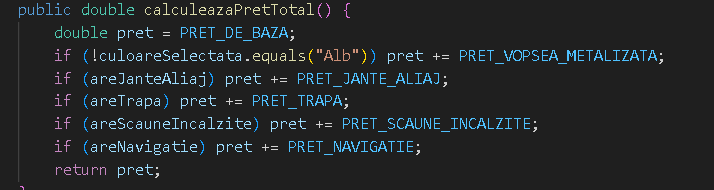 public double calculeazaPretTotal() {
double pret = PRET_DE_BAZA;
if (!culoareSelectata.equals("Alb")) pret += PRET_VOPSEA_METALIZATA;
if (areJanteAliaj) pret += PRET_JANTE_ALIAJ;
if (areTrapa) pret += PRET_TRAPA;
if (areScauneIncalzite) pret += PRET_SCAUNE_INCALZITE;
if (areNavigatie) pret += PRET_NAVIGATIE;
return pret;
}